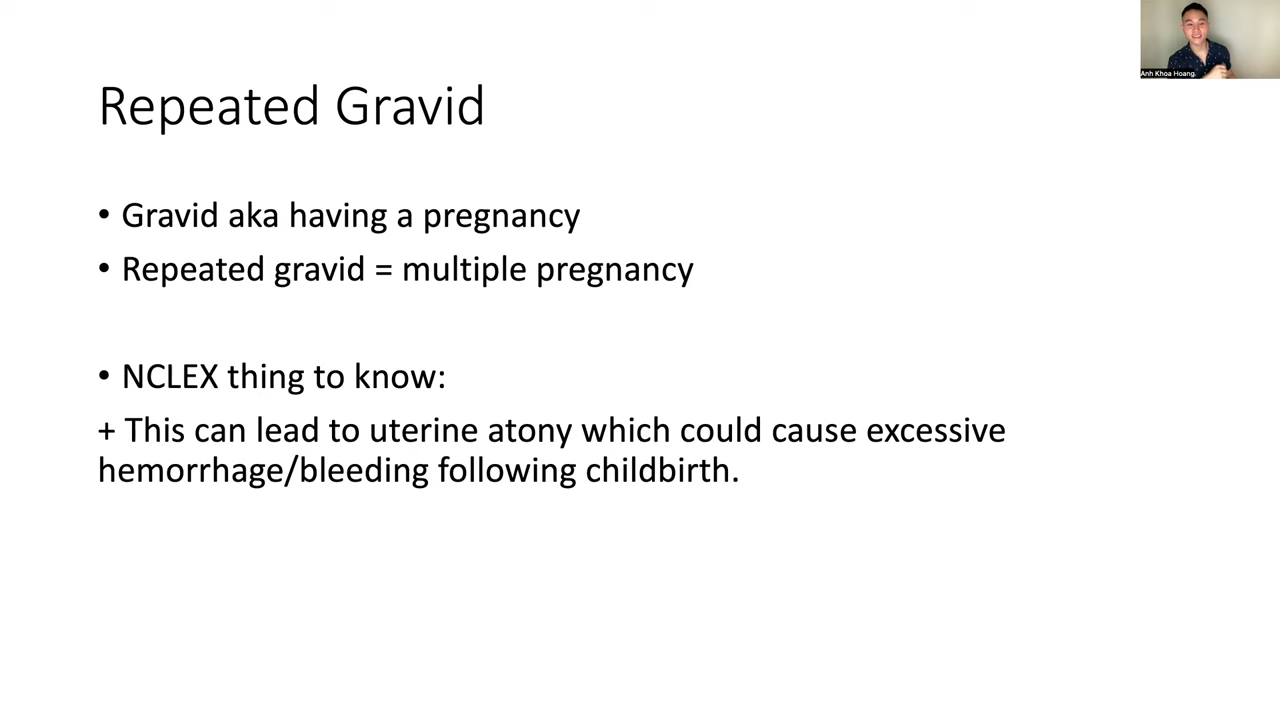 Anh Khoa Hoang
Repeated Gravid
• Gravid aka having a pregnancy
• Repeated gravid = multiple pregnancy
• NCLEX thing to know:
+ This can lead to uterine atony which could cause excessive
hemorrhage/bleeding following childbirth.